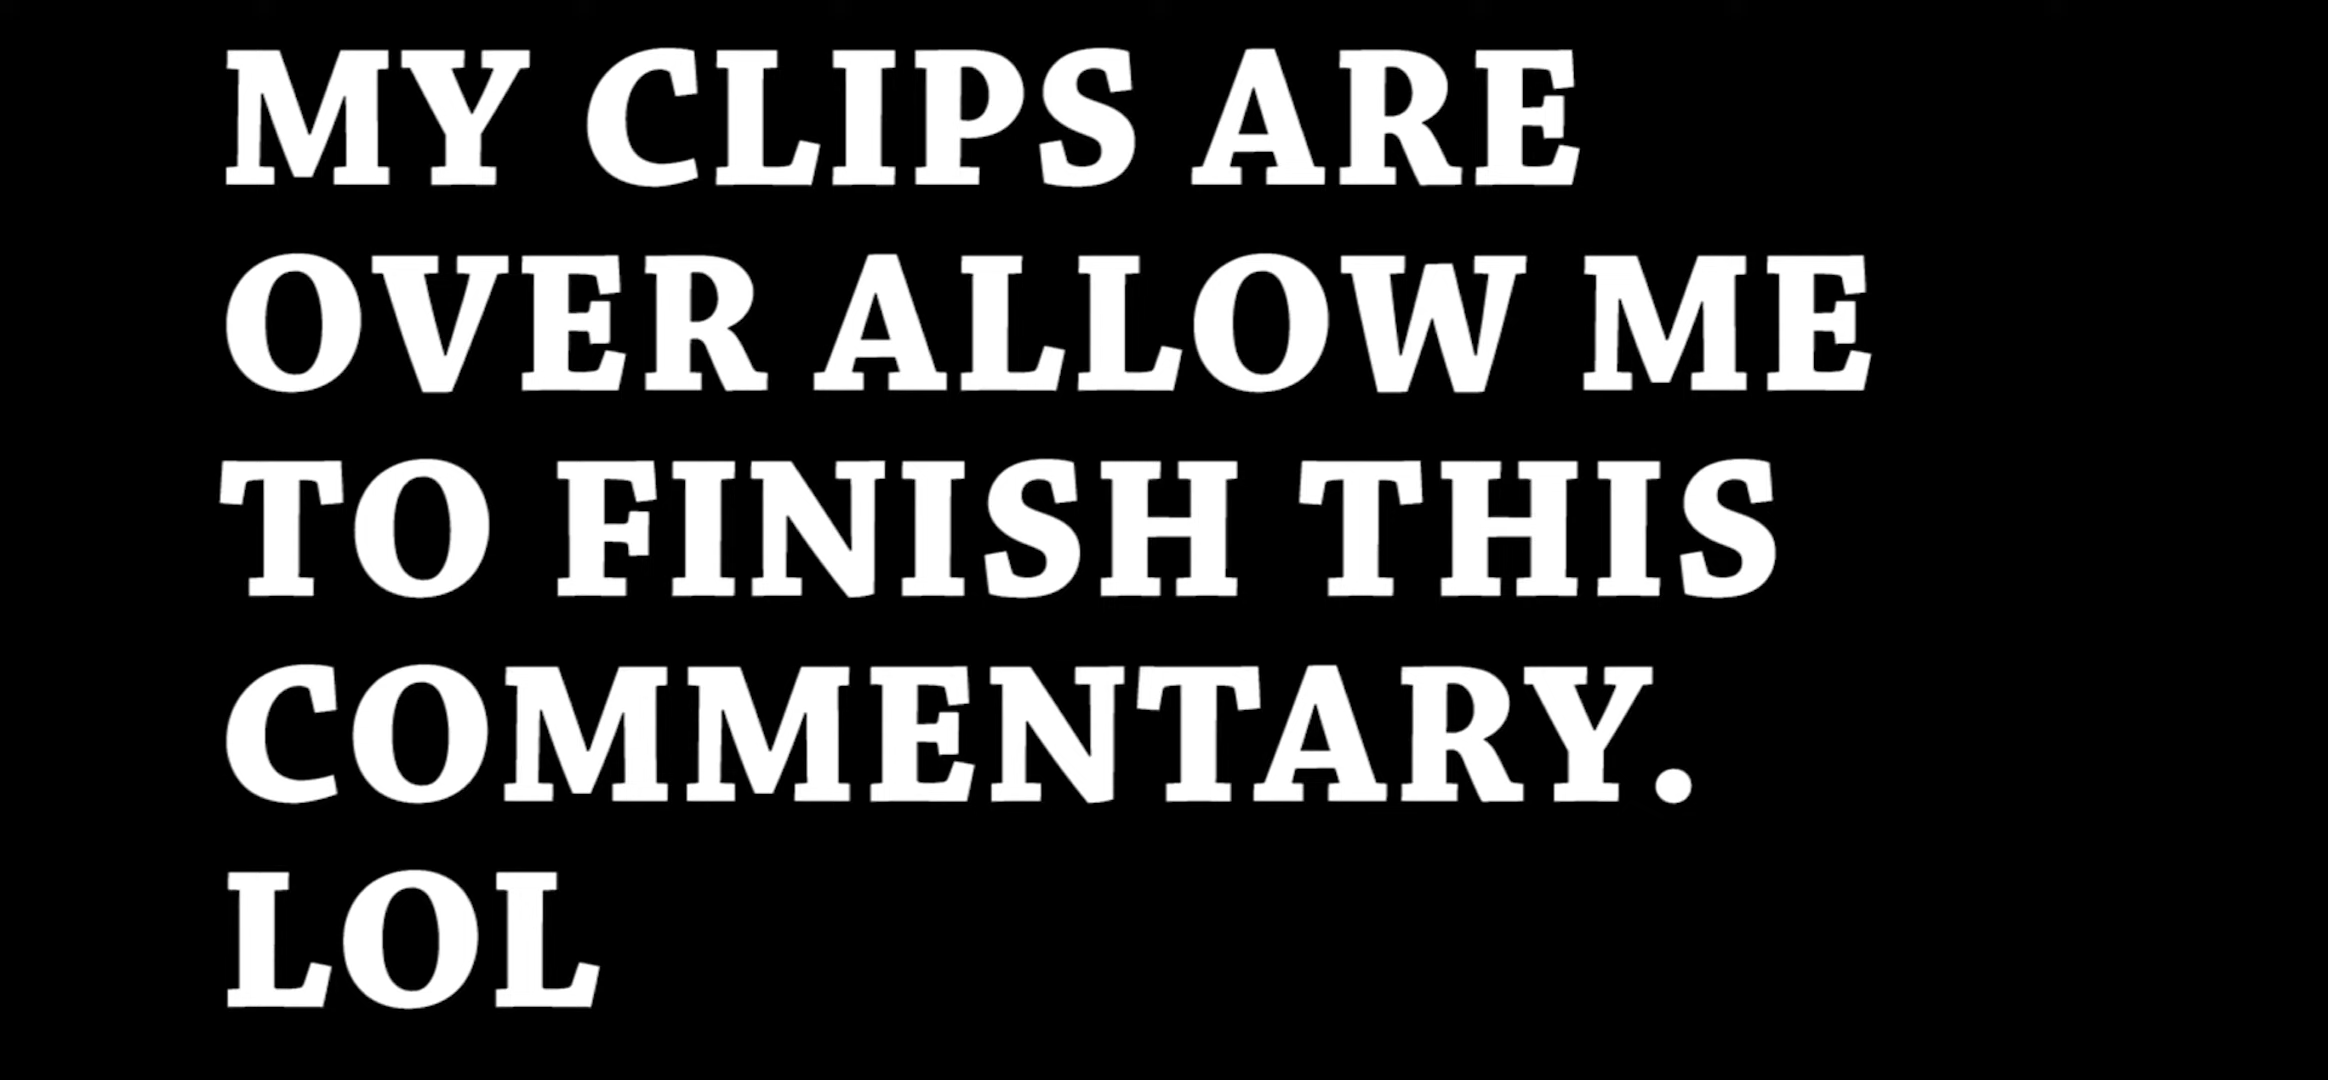 MY CLIPS ARE
OVER ALLOW ME
TO FINISH THIS
COMMENTARY.
LOL